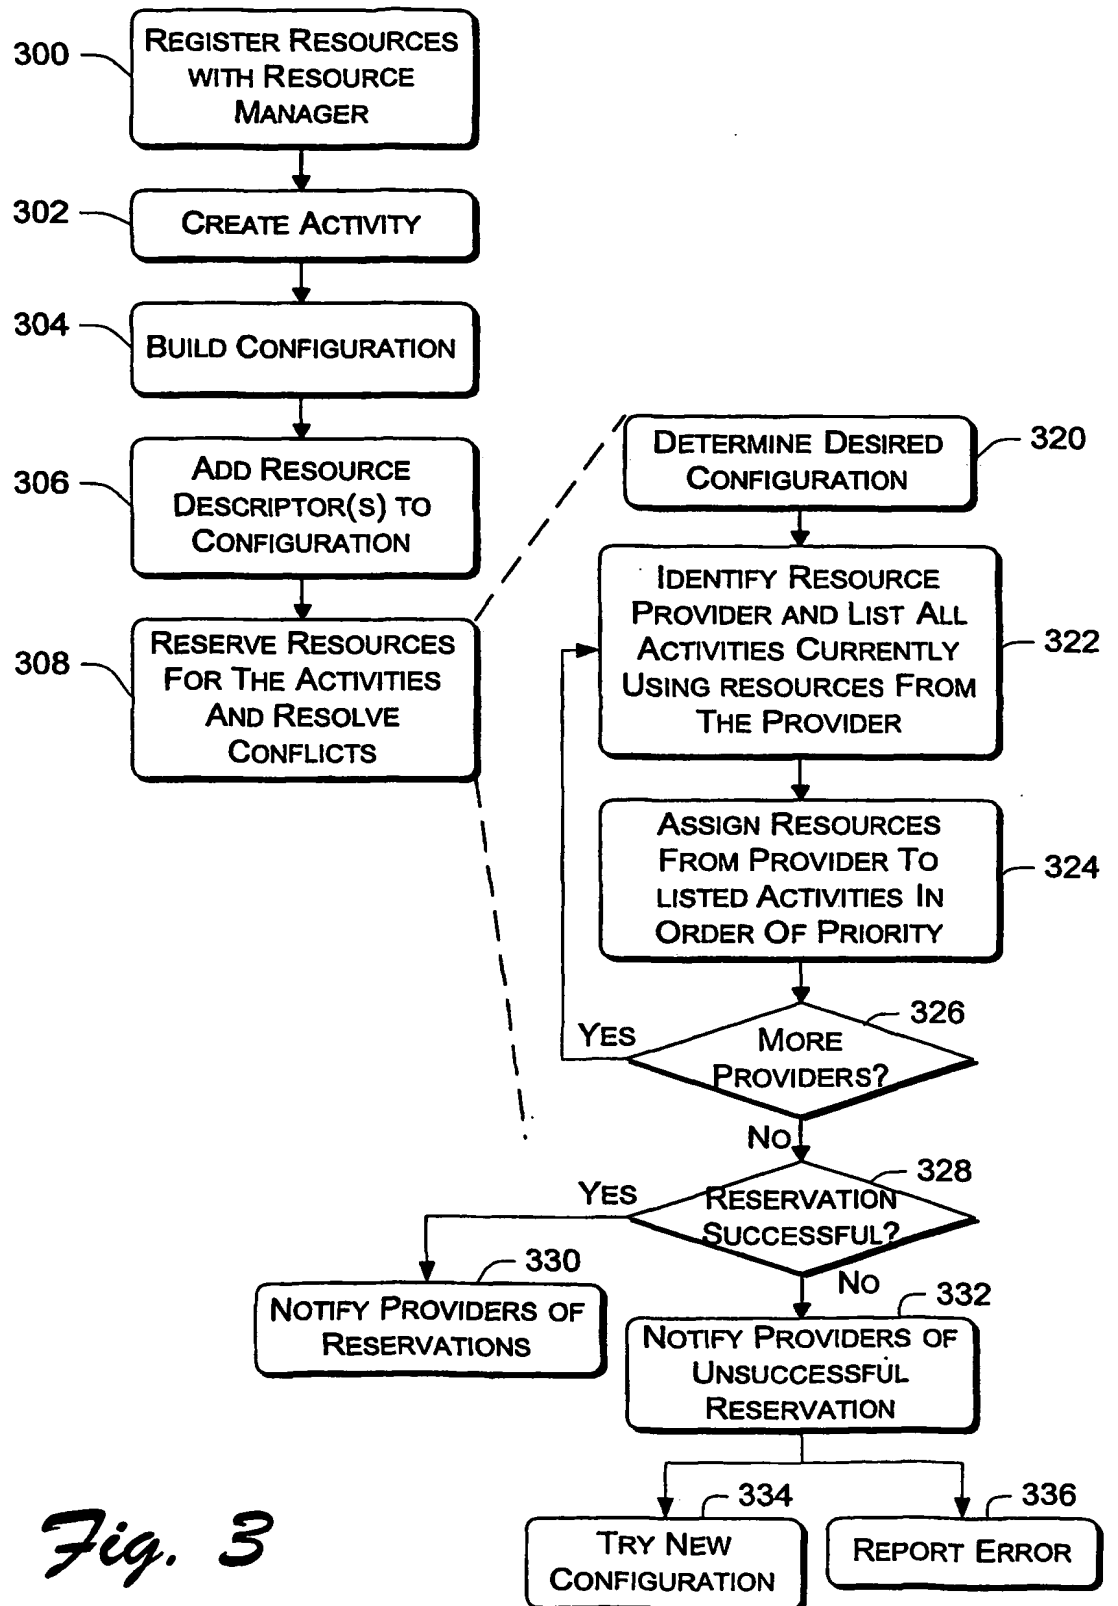 300
REGISTER RESOURCES
WITH RESOURCE
MANAGER
302
CREATE ACTIVITY
304
BUILD CONFIGURATION
306
ADD RESOURCE
DESCRIPTOR(S) TO
CONFIGURATION
308
RESERVE RESOURCES
FOR THE ACTIVITIES
AND RESOLVE
CONFLICTS
DETERMINE DESIRED
CONFIGURATION
320
IDENTIFY RESOURCE
PROVIDER AND LIST ALL
ACTIVITIES CURRENTLY
USING RESOURCES FROM
THE PROVIDER
322
ASSIGN RESOURCES
FROM PROVIDER TO
LISTED ACTIVITIES IN
ORDER OF PRIORITY
324
326
YES
MORE
PROVIDERS?
NO
328
YES
RESERVATION
SUCCESSFUL?
NO
330
NOTIFY PROVIDERS OF
RESERVATIONS
332
NOTIFY PROVIDERS OF
UNSUCCESSFUL
RESERVATION
334
TRY NEW
CONFIGURATION
336
REPORT ERROR
Fig. 3